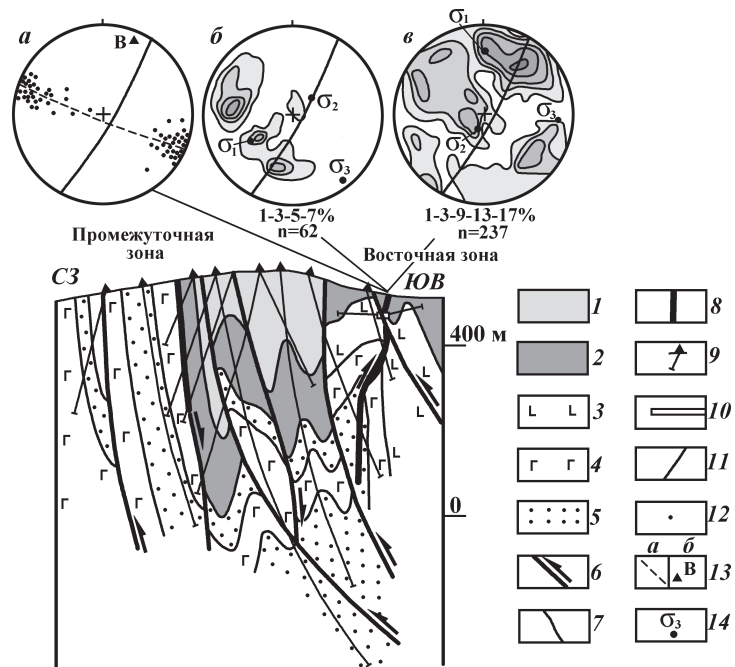 а
В
б
σ2
σ1
σ3
в
σ1
σ3
σ2
1-3-5-7%
n=62
1-3-9-13-17%
n=237
Промежуточная
зона
Восточная зона
СЗ
ЮВ
400 м
0
Г Г Г Г Г Г Г Г Г Г Г Г Г Г Г Г
L L L L L L L L
1
8
2
9
L L
3
10
Г Г
4
11
5
12
6
а б
В
13
7
σ3
14